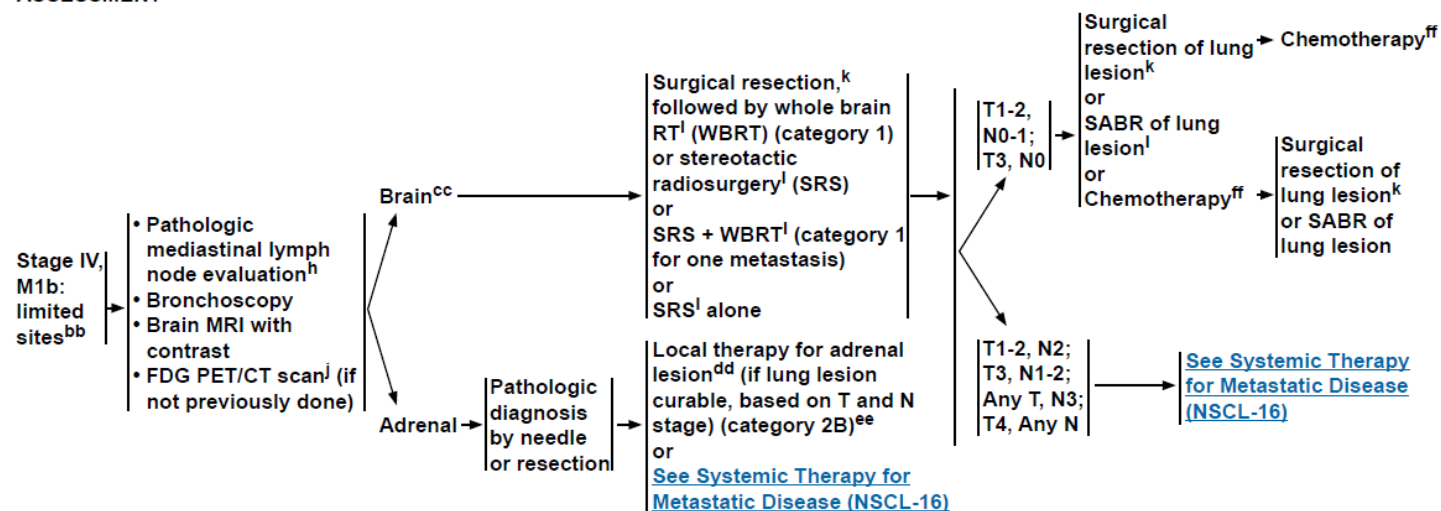 Stage IV,
M1b:
limited
sites^bb
• Pathologic
mediastinal lymph
node evaluation^h
• Bronchoscopy
• Brain MRI with
contrast
• FDG PET/CT scan^j (if
not previously done)
Brain^cc
Adrenal
Pathologic
diagnosis
by needle
or resection
Surgical resection,^k
followed by whole brain
RT^l (WBRT) (category 1)
or stereotactic
radiosurgery^l (SRS)
or
SRS + WBRT^l (category 1
for one metastasis)
or
SRS^l alone
Local therapy for adrenal
lesion^dd (if lung lesion
curable, based on T and N
stage) (category 2B)^ee
or
See Systemic Therapy for
Metastatic Disease (NSCL-16)
T1-2,
N0-1;
T3, N0
Surgical
resection of lung
lesion^k
or
SABR of lung
lesion^l
or
Chemotherapy^ff
Chemotherapy^ff
Surgical
resection of
lung lesion^k
or SABR of
lung lesion
T1-2, N2;
T3, N1-2;
Any T, N3;
T4, Any N
See Systemic Therapy
for Metastatic Disease
(NSCL-16)